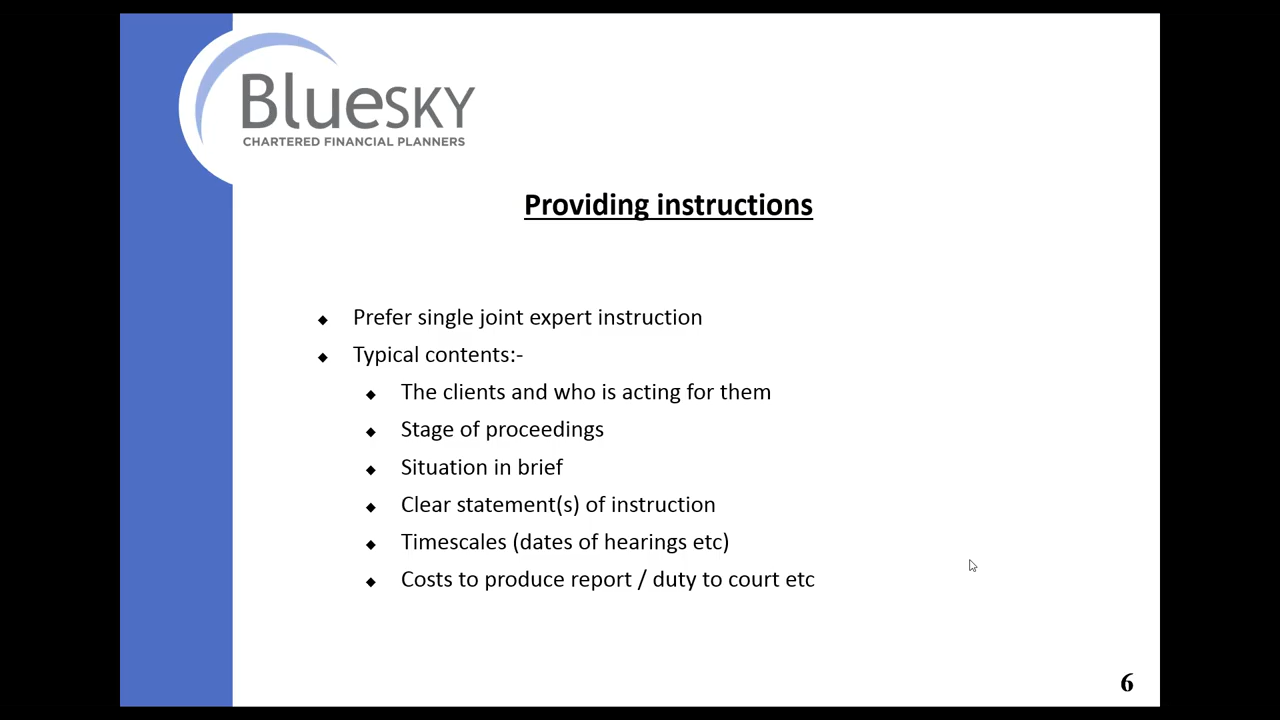 BlueSKY
CHARTERED FINANCIAL PLANNERS
Providing instructions
Prefer single joint expert instruction
Typical contents:-
The clients and who is acting for them
Stage of proceedings
Situation in brief
Clear statement(s) of instruction
Timescales (dates of hearings etc)
Costs to produce report / duty to court etc
6